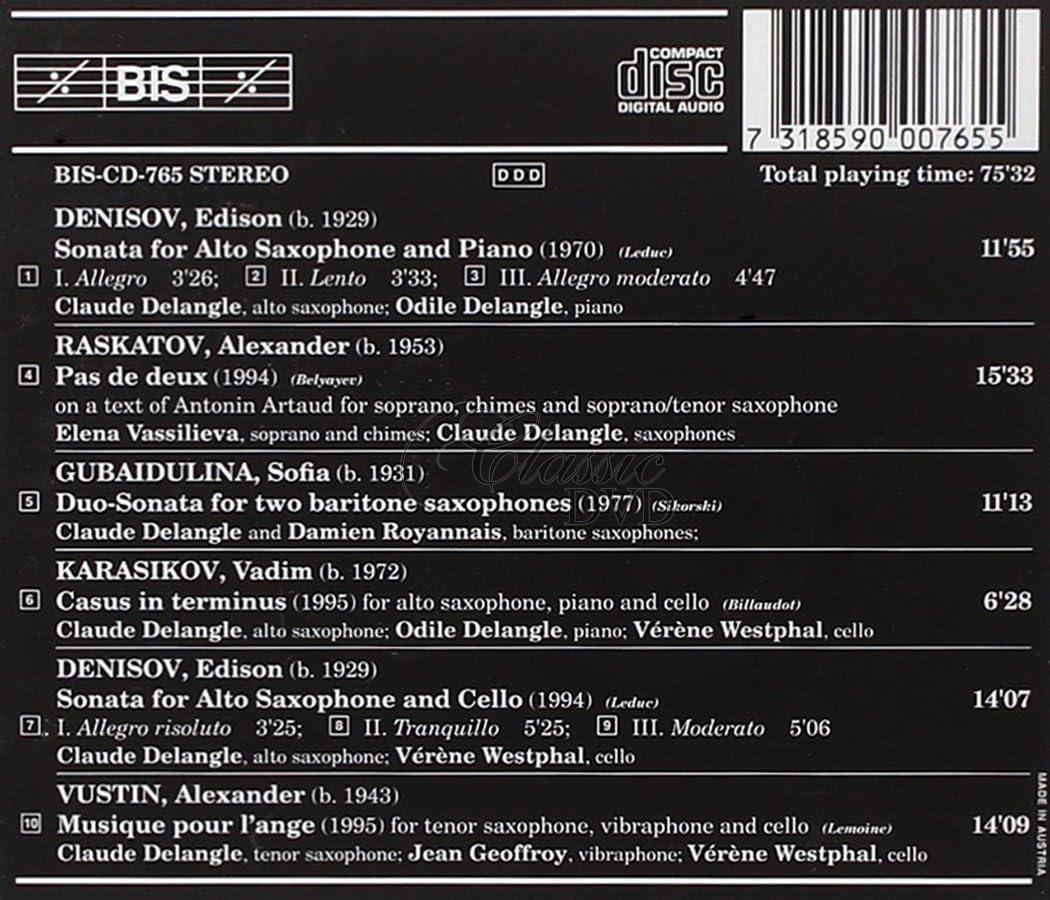 BIS
COMPACT
disc
DIGITAL AUDIO
7 318590 007655
BIS-CD-765 STEREO
DDD
Total playing time: 75'32
DENISOV, Edison (b. 1929)
Sonata for Alto Saxophone and Piano (1970) (Leduc) 11'55
1 I. Allegro 3'26; 2 II. Lento 3'33; 3 III. Allegro moderato 4'47
Claude Delangle, alto saxophone; Odile Delangle, piano
RASKATOV, Alexander (b. 1953)
4 Pas de deux (1994) (Belyayev) 15'33
on a text of Antonin Artaud for soprano, chimes and soprano/tenor saxophone
Elena Vassilieva, soprano and chimes; Claude Delangle, saxophones
GUBAIDULINA, Sofia (b. 1931)
5 Duo-Sonata for two baritone saxophones (1977) (Sikorski) 11'13
Claude Delangle and Damien Royannais, baritone saxophones;
KARASIKOV, Vadim (b. 1972)
6 Casus in terminus (1995) for alto saxophone, piano and cello (Billaudot) 6'28
Claude Delangle, alto saxophone; Odile Delangle, piano; Vérène Westphal, cello
DENISOV, Edison (b. 1929)
Sonata for Alto Saxophone and Cello (1994) (Leduc) 14'07
7. I. Allegro risoluto 3'25; 8 II. Tranquillo 5'25; 9 III. Moderato 5'06
Claude Delangle, alto saxophone; Vérène Westphal, cello
VUSTIN, Alexander (b. 1943)
10 Musique pour l'ange (1995) for tenor saxophone, vibraphone and cello (Lemoine) 14'09
Claude Delangle, tenor saxophone; Jean Geoffroy, vibraphone; Vérène Westphal, cello
MADE IN AUSTRIA
Classic
DVD